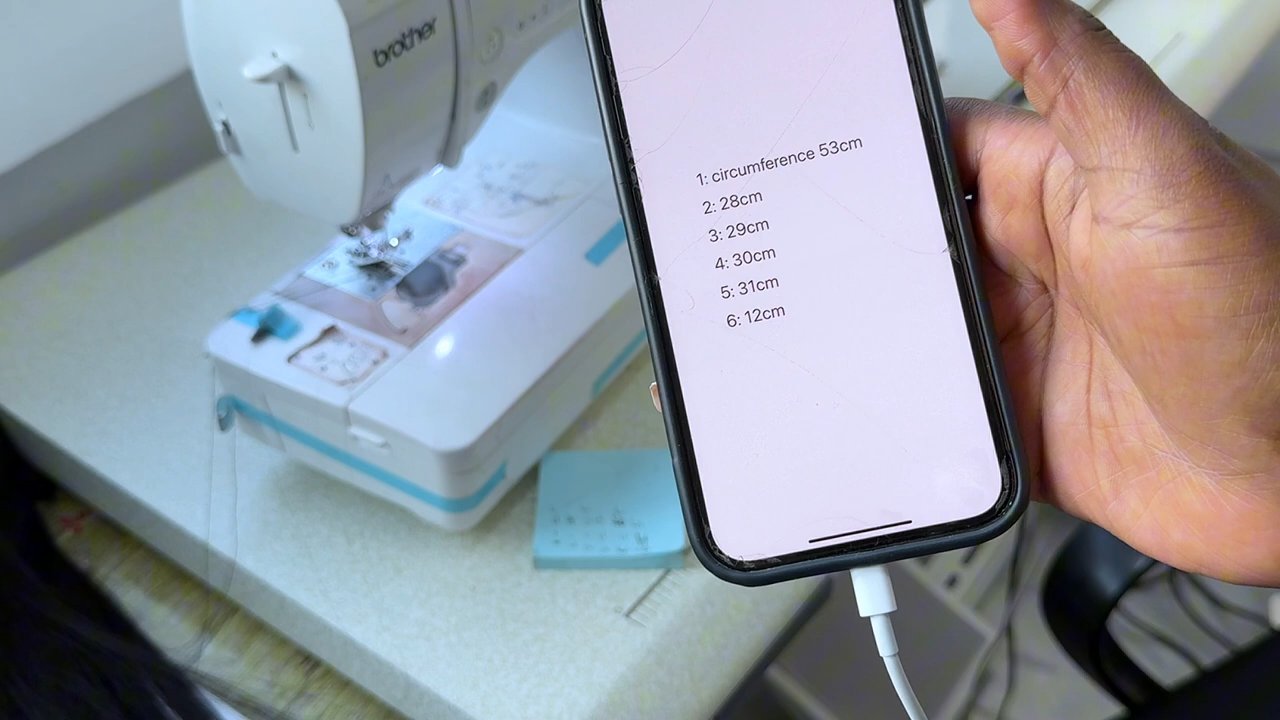 brother
1: circumference 53cm
2: 28cm
3: 29cm
4: 30cm
5: 31cm
6: 12cm